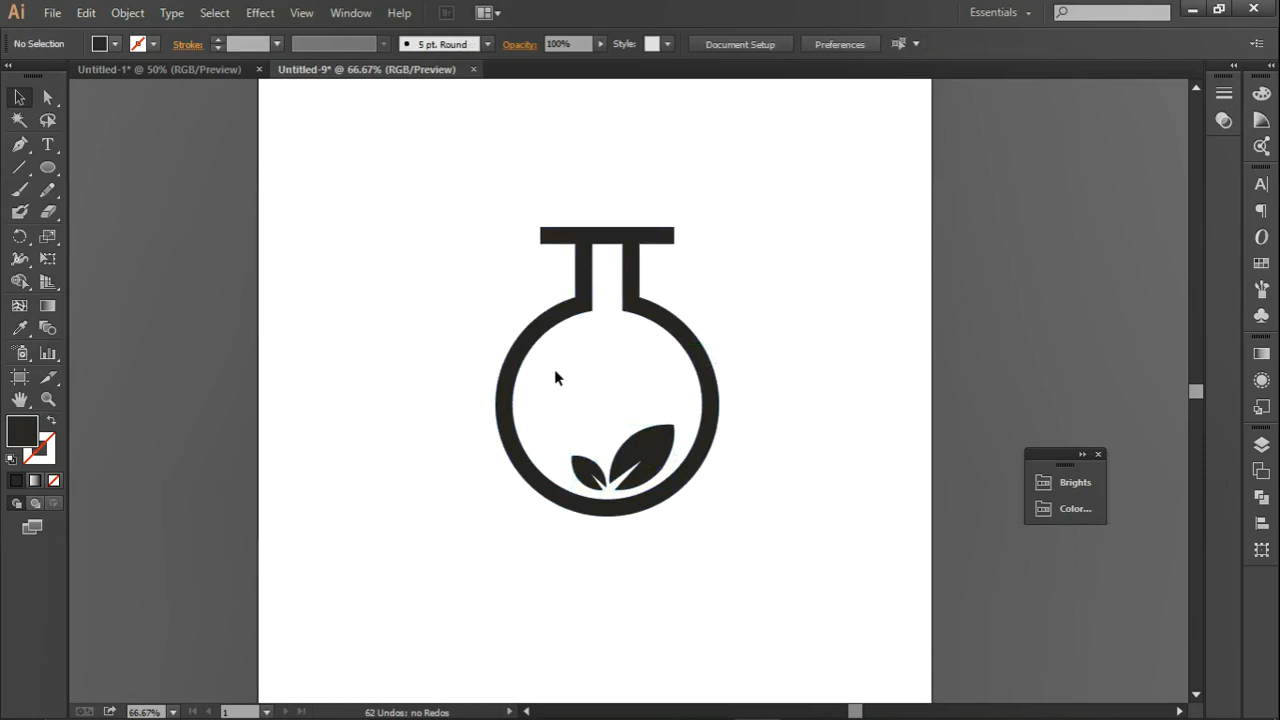 Ai File Edit Object Type Select Effect View Window Help Br Essentials
No Selection Stroke: 5 pt. Round Opacity: 100% Style: Document Setup Preferences
Untitled-1* @ 50% (RGB/Preview) × Untitled-9* @ 66.67% (RGB/Preview) ×
Brights
Color...
66.67% 1 62 Undos: no Redos